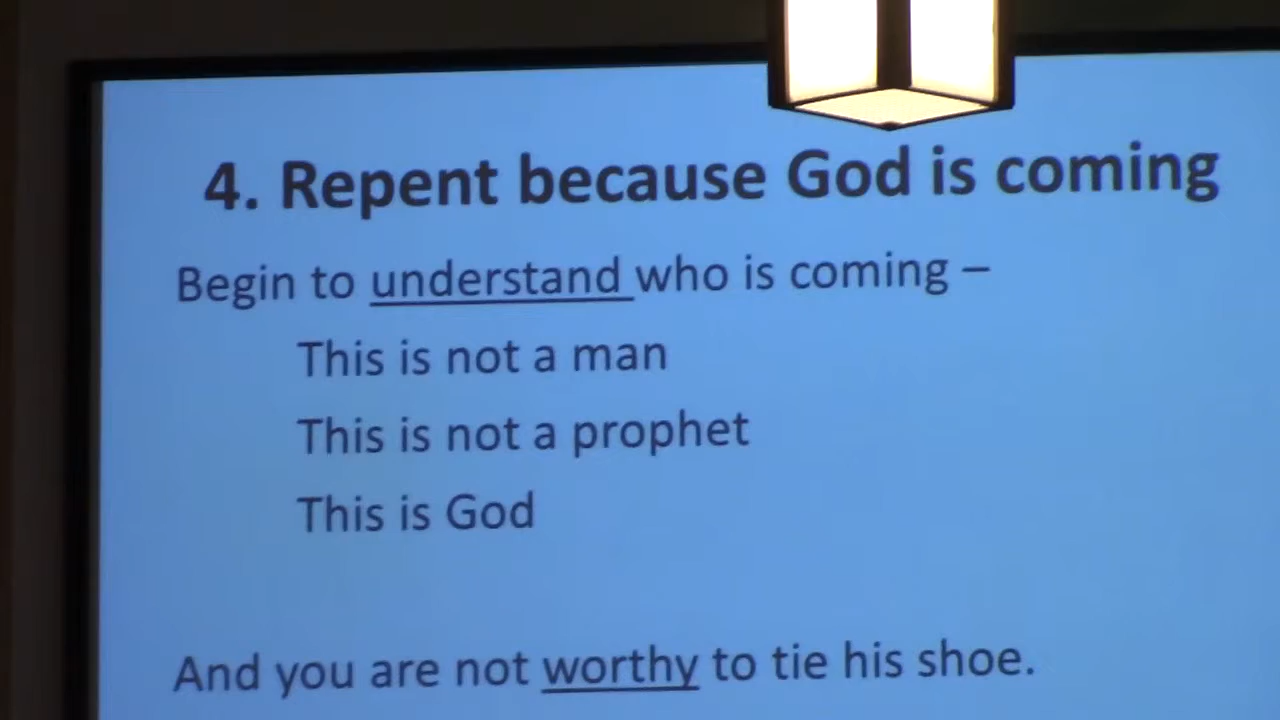 4. Repent because God is coming
Begin to understand who is coming –
This is not a man
This is not a prophet
This is God
And you are not worthy to tie his shoe.